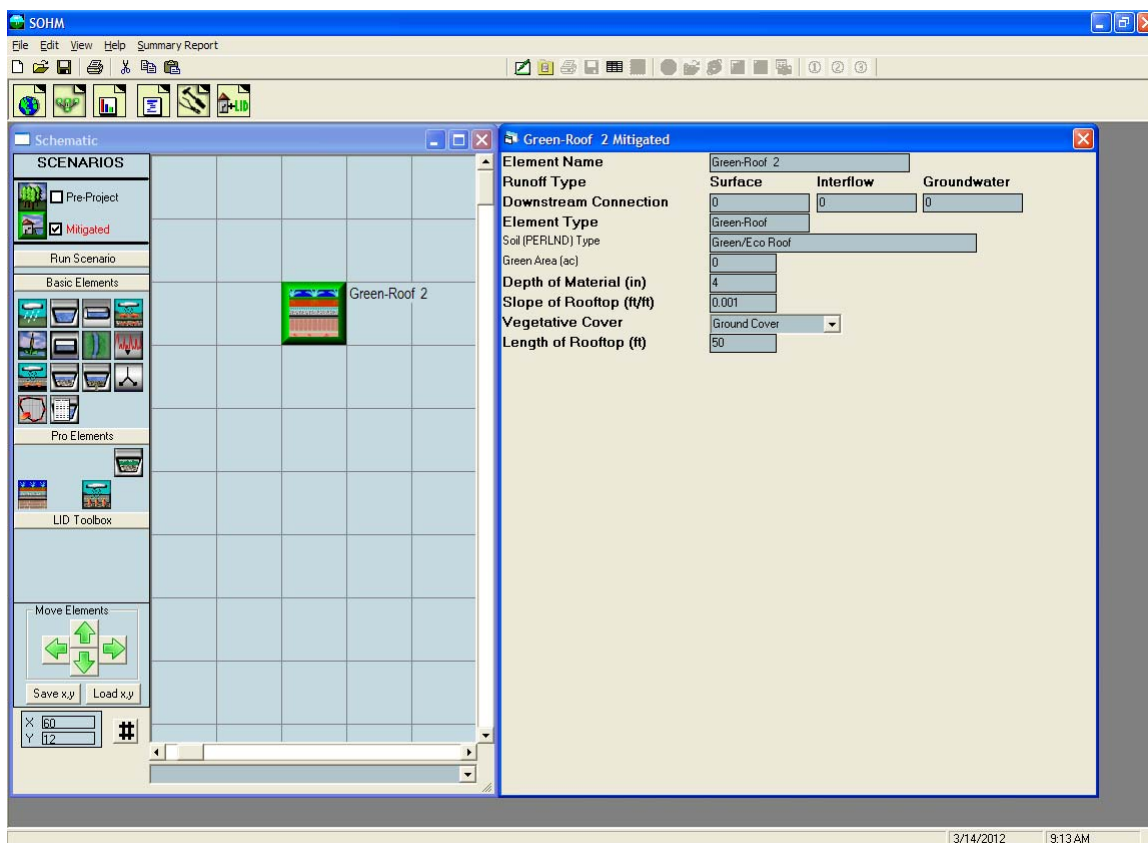 SOHM
File Edit View Help Summary Report
Schematic
SCENARIOS
Pre-Project
Mitigated
Run Scenario
Basic Elements
Pro Elements
LID Toolbox
Move Elements
Save x,y Load x,y
X 60
Y 12
#
Green-Roof 2
Green-Roof 2 Mitigated
Element Name Green-Roof 2
Runoff Type Surface Interflow Groundwater
Downstream Connection 0 0 0
Element Type Green-Roof
Soil (PERLND) Type Green/Eco Roof
Green Area (ac) 0
Depth of Material (in) 4
Slope of Rooftop (ft/ft) 0.001
Vegetative Cover Ground Cover
Length of Rooftop (ft) 50
+LID
① ② ③
3/14/2012 9:13 AM